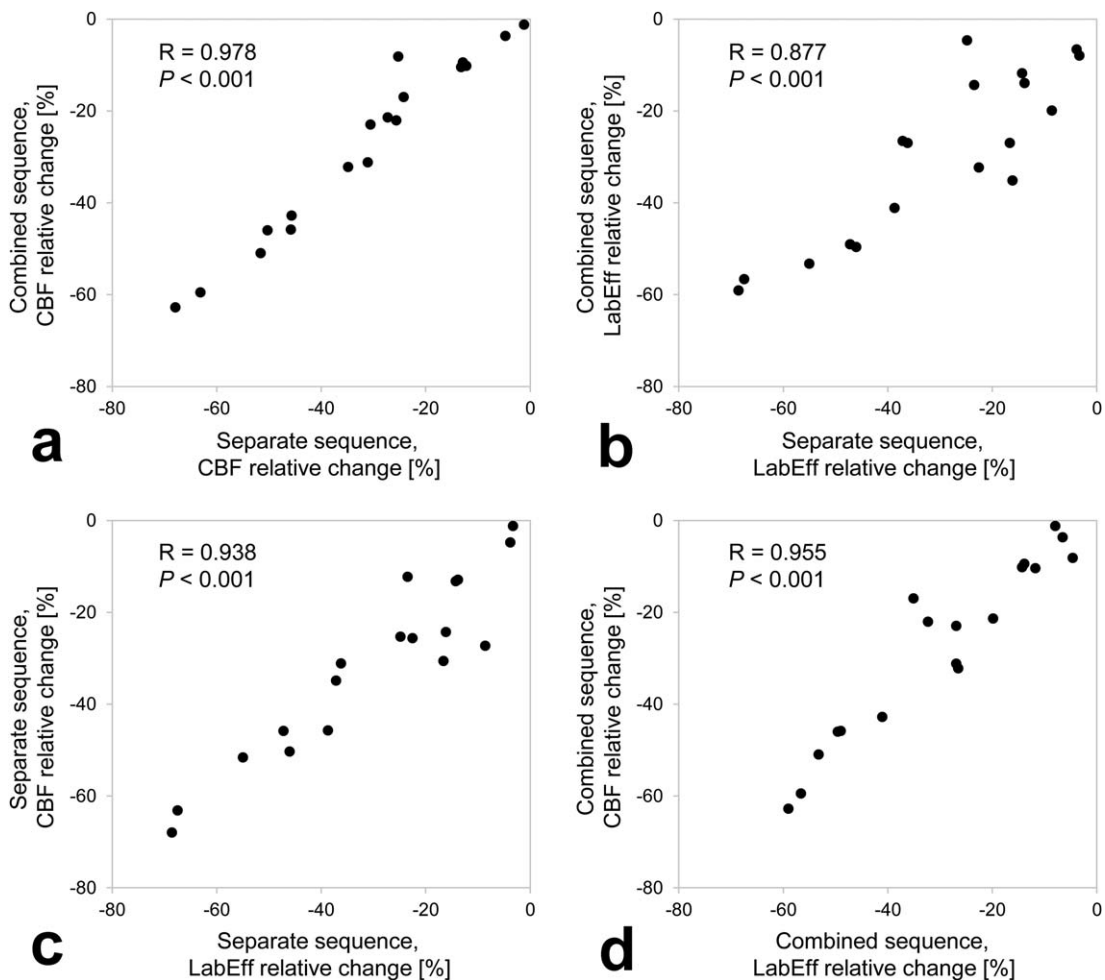 R = 0.978
P < 0.001
Combined sequence,
CBF relative change [%]
0
-20
-40
-60
-80
-80
-60
-40
-20
0
Separate sequence,
CBF relative change [%]
a
R = 0.877
P < 0.001
Combined sequence,
LabEff relative change [%]
0
-20
-40
-60
-80
-80
-60
-40
-20
0
Separate sequence,
LabEff relative change [%]
b
R = 0.938
P < 0.001
Separate sequence,
CBF relative change [%]
0
-20
-40
-60
-80
-80
-60
-40
-20
0
Separate sequence,
LabEff relative change [%]
c
R = 0.955
P < 0.001
Combined sequence,
CBF relative change [%]
0
-20
-40
-60
-80
-80
-60
-40
-20
0
Combined sequence,
LabEff relative change [%]
d